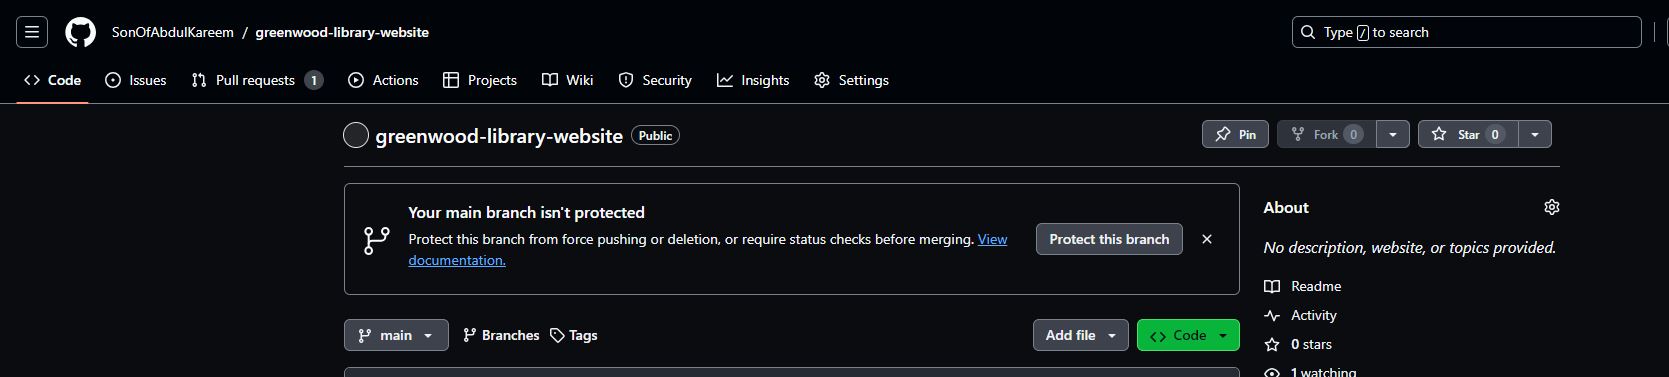 SonOfAbdulKareem / greenwood-library-website
Type / to search
Code Issues Pull requests 1 Actions Projects Wiki Security Insights Settings
greenwood-library-website Public
Pin Fork 0 Star 0
Your main branch isn't protected
Protect this branch from force pushing or deletion, or require status checks before merging. View
documentation.
Protect this branch
About
No description, website, or topics provided.
Readme
Activity
0 stars
1 watching
main Branches Tags
Add file Code